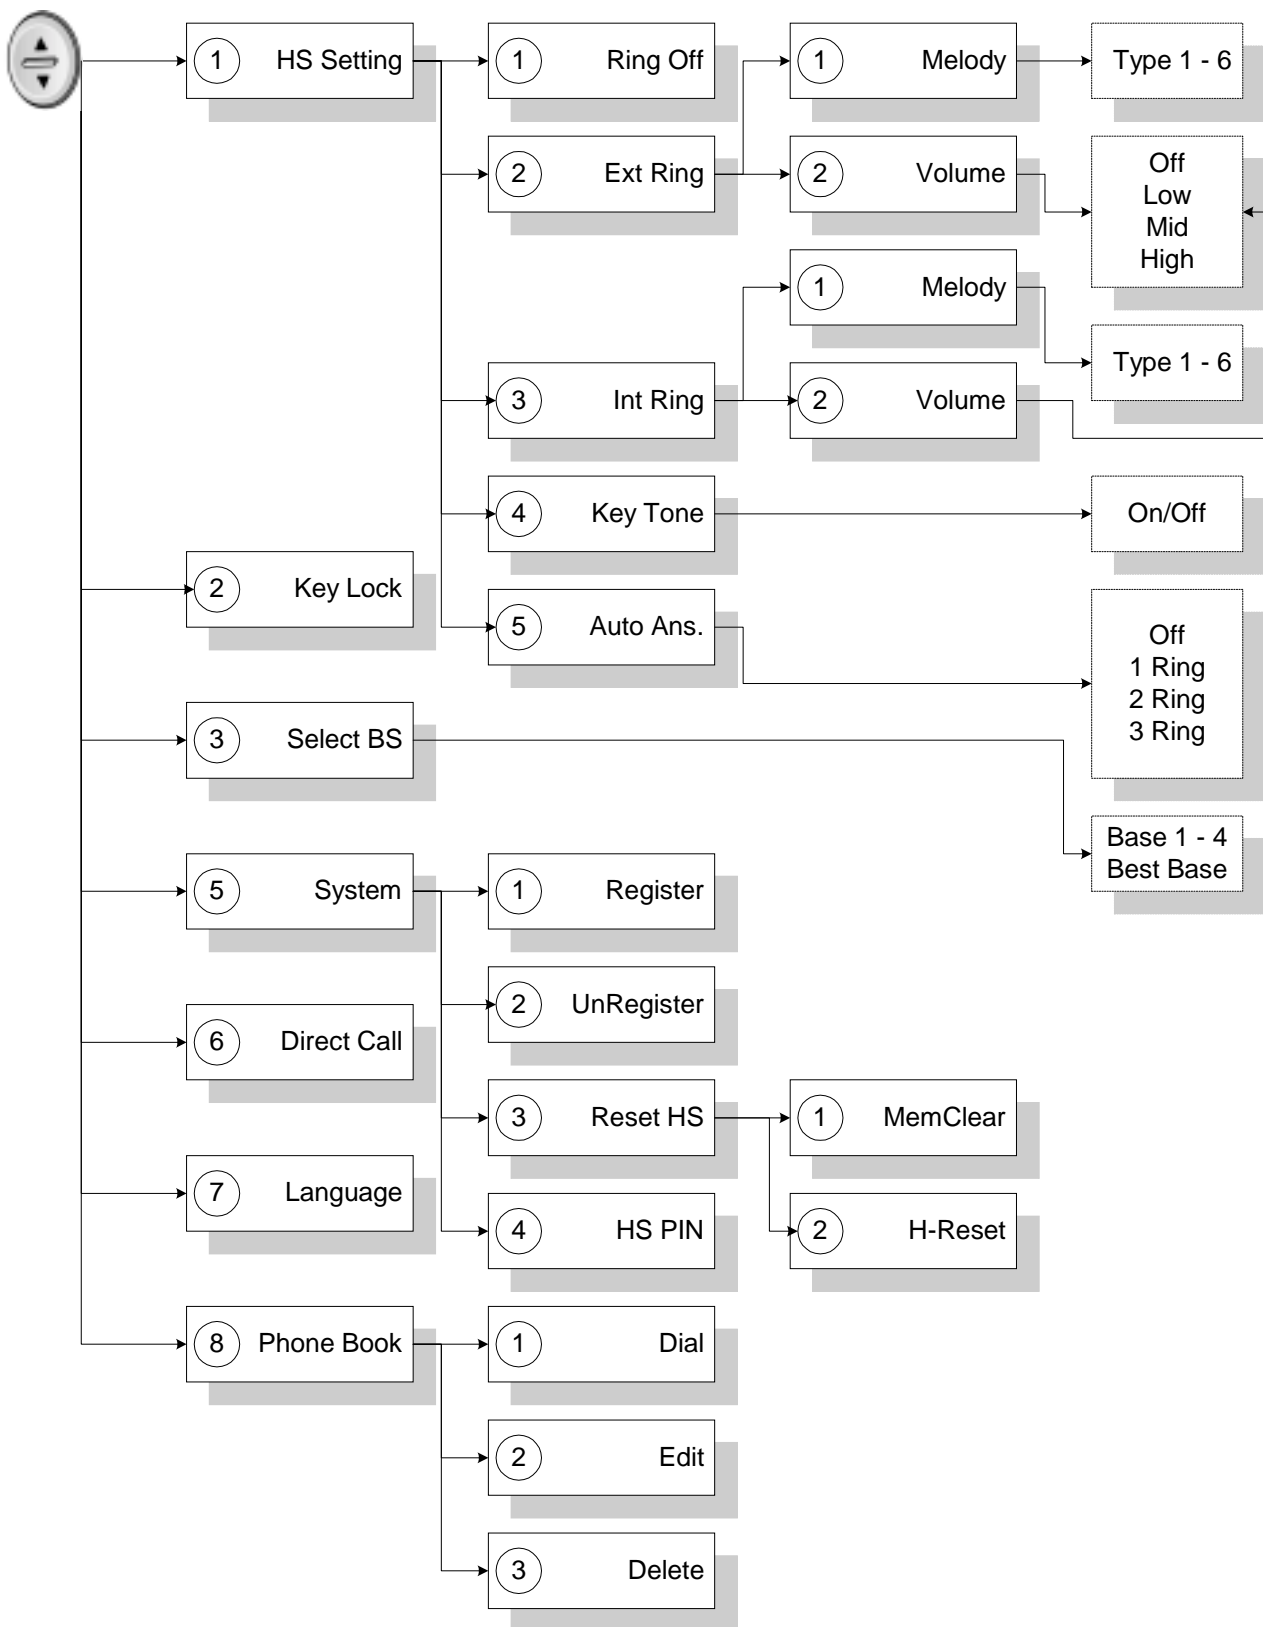 1 HS Setting
1 Ring Off
1 Melody
Type 1 - 6
2 Ext Ring
2 Volume
Off
Low
Mid
High
1 Melody
Type 1 - 6
3 Int Ring
2 Volume
4 Key Tone
On/Off
2 Key Lock
5 Auto Ans.
Off
1 Ring
2 Ring
3 Ring
3 Select BS
Base 1 - 4
Best Base
5 System
1 Register
2 UnRegister
6 Direct Call
3 Reset HS
1 MemClear
7 Language
4 HS PIN
2 H-Reset
8 Phone Book
1 Dial
2 Edit
3 Delete